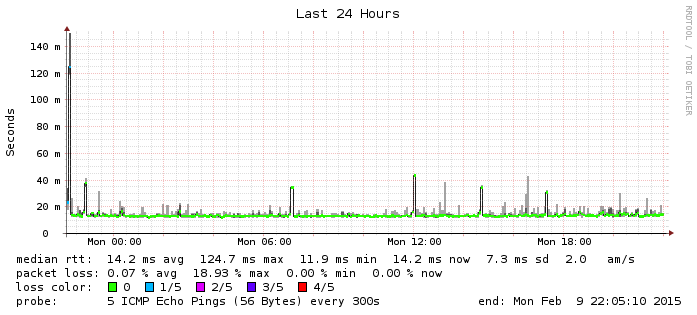 Last 24 Hours
RRDTOOL / TOBI OETIKER
Seconds
140 m
120 m
100 m
80 m
60 m
40 m
20 m
0
Mon 00:00 Mon 06:00 Mon 12:00 Mon 18:00
median rtt: 14.2 ms avg 124.7 ms max 11.9 ms min 14.2 ms now 7.3 ms sd 2.0 am/s
packet loss: 0.07 % avg 18.93 % max 0.00 % min 0.00 % now
loss color: 0 1/5 2/5 3/5 4/5
probe: 5 ICMP Echo Pings (56 Bytes) every 300s end: Mon Feb 9 22:05:10 2015